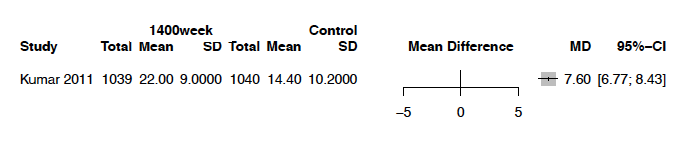 1400week Control
Study Total Mean SD Total Mean SD Mean Difference MD 95%−CI
Kumar 2011 1039 22.00 9.0000 1040 14.40 10.2000 7.60 [6.77; 8.43]
−5 0 5